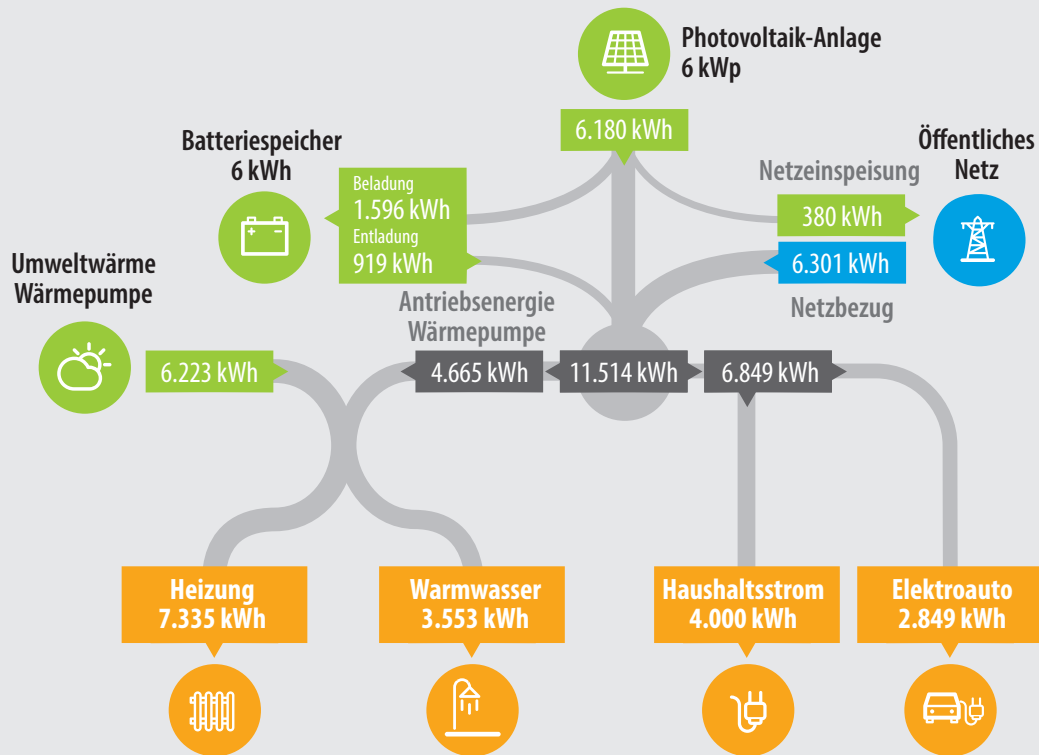 Photovoltaik-Anlage
6 kWp
6.180 kWh
Batteriespeicher
6 kWh
Beladung
1.596 kWh
Entladung
919 kWh
Öffentliches
Netz
Netzeinspeisung
380 kWh
6.301 kWh
Netzbezug
Umweltwärme
Wärmepumpe
6.223 kWh
Antriebsenergie
Wärmepumpe
4.665 kWh
11.514 kWh
6.849 kWh
Heizung
7.335 kWh
Warmwasser
3.553 kWh
Haushaltsstrom
4.000 kWh
Elektroauto
2.849 kWh